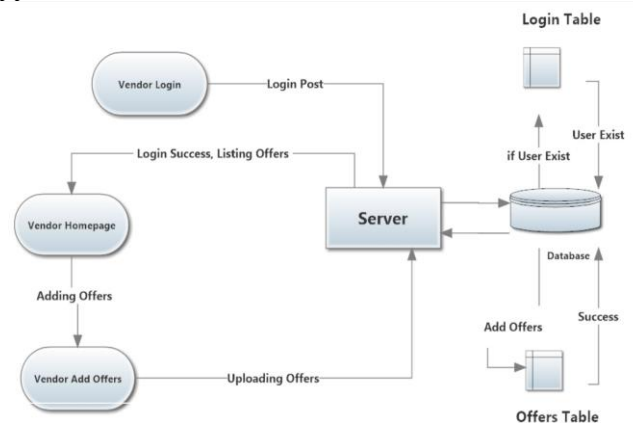 Login Table
Vendor Login
Login Post
User Exist
Login Success, Listing Offers
if User Exist
Server
Vendor Homepage
Database
Adding Offers
Success
Add Offers
Vendor Add Offers
Uploading Offers
Offers Table